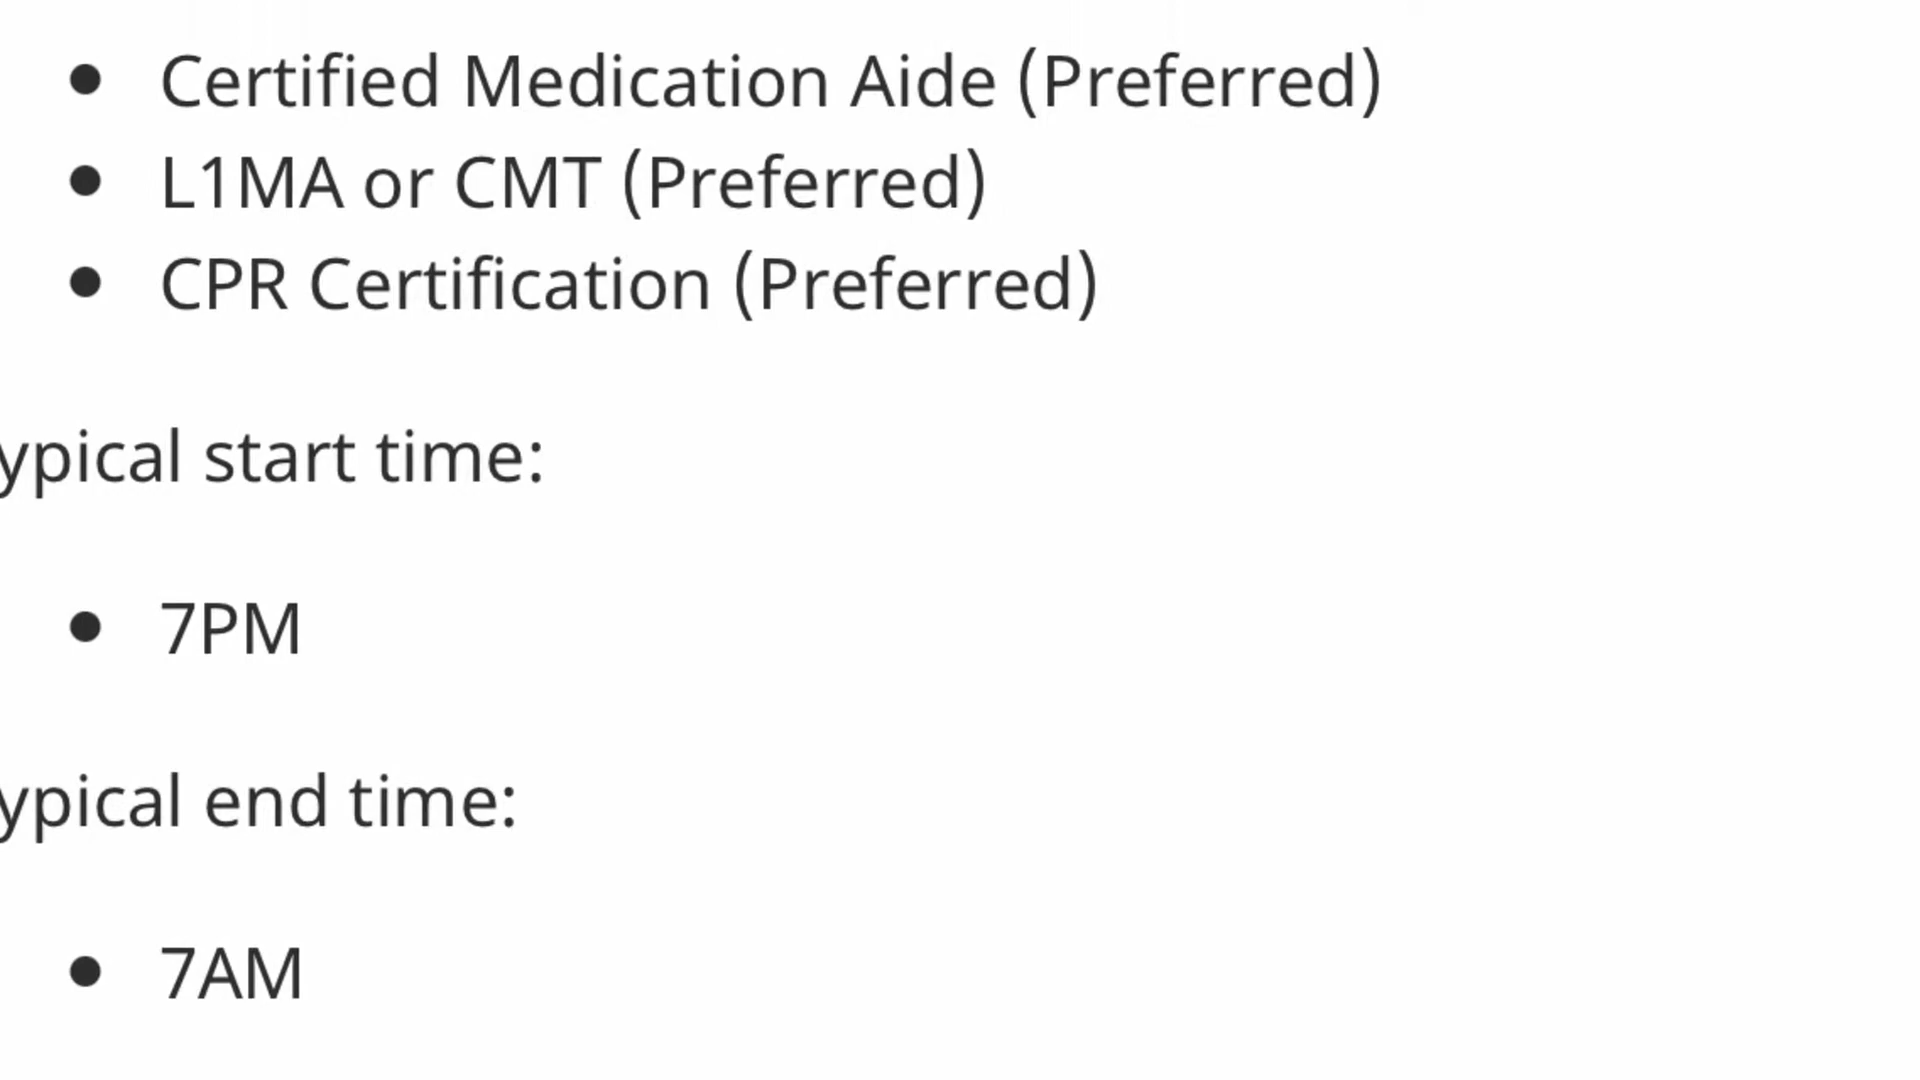 • Certified Medication Aide (Preferred)
• L1MA or CMT (Preferred)
• CPR Certification (Preferred)
ypical start time:
• 7PM
ypical end time:
• 7AM